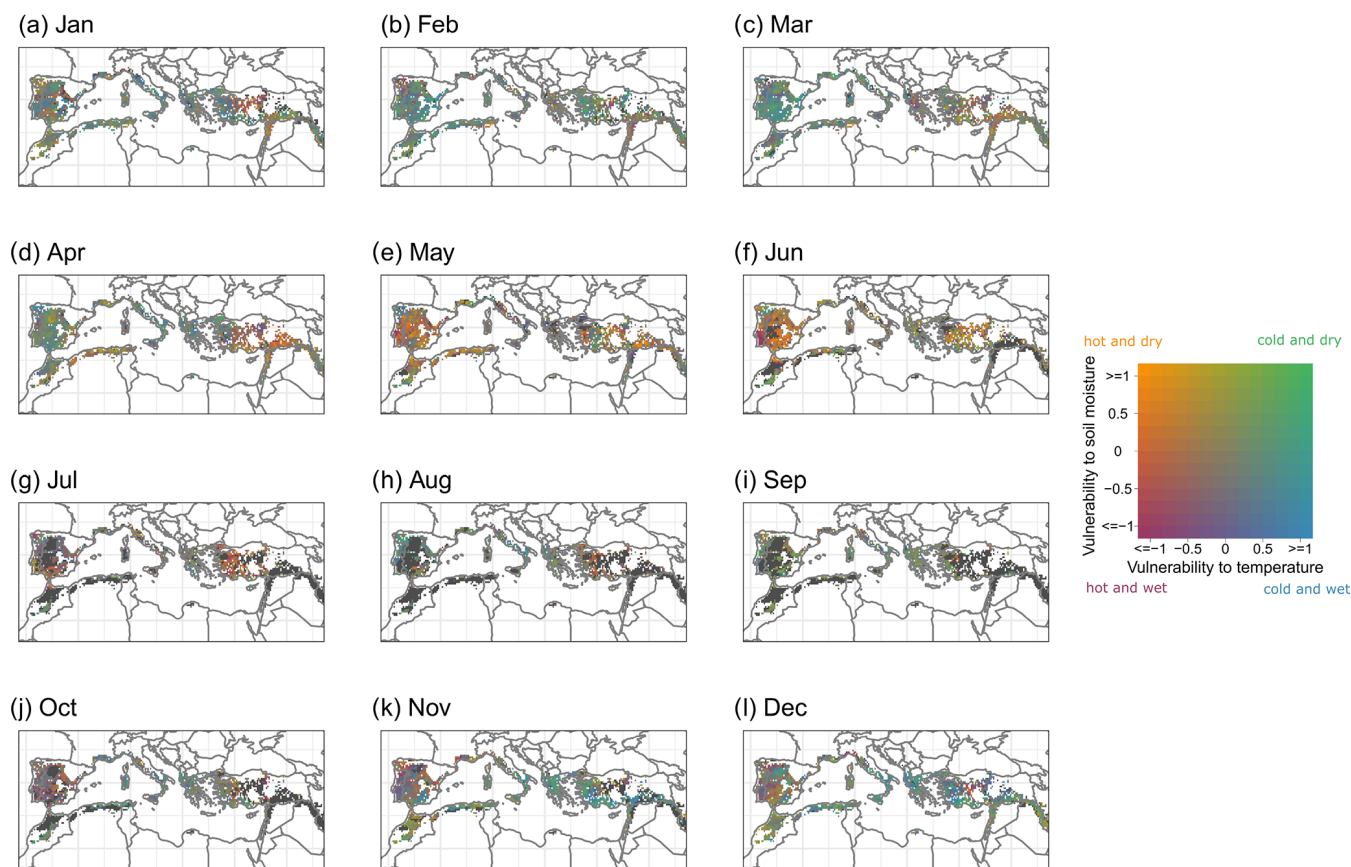 (a) Jan
(b) Feb
(c) Mar
(d) Apr
(e) May
(f) Jun
hot and dry
cold and dry
Vulnerability to soil moisture
>=1
0.5
0
−0.5
<=−1
<=−1 −0.5 0 0.5 >=1
Vulnerability to temperature
hot and wet
cold and wet
(g) Jul
(h) Aug
(i) Sep
(j) Oct
(k) Nov
(l) Dec